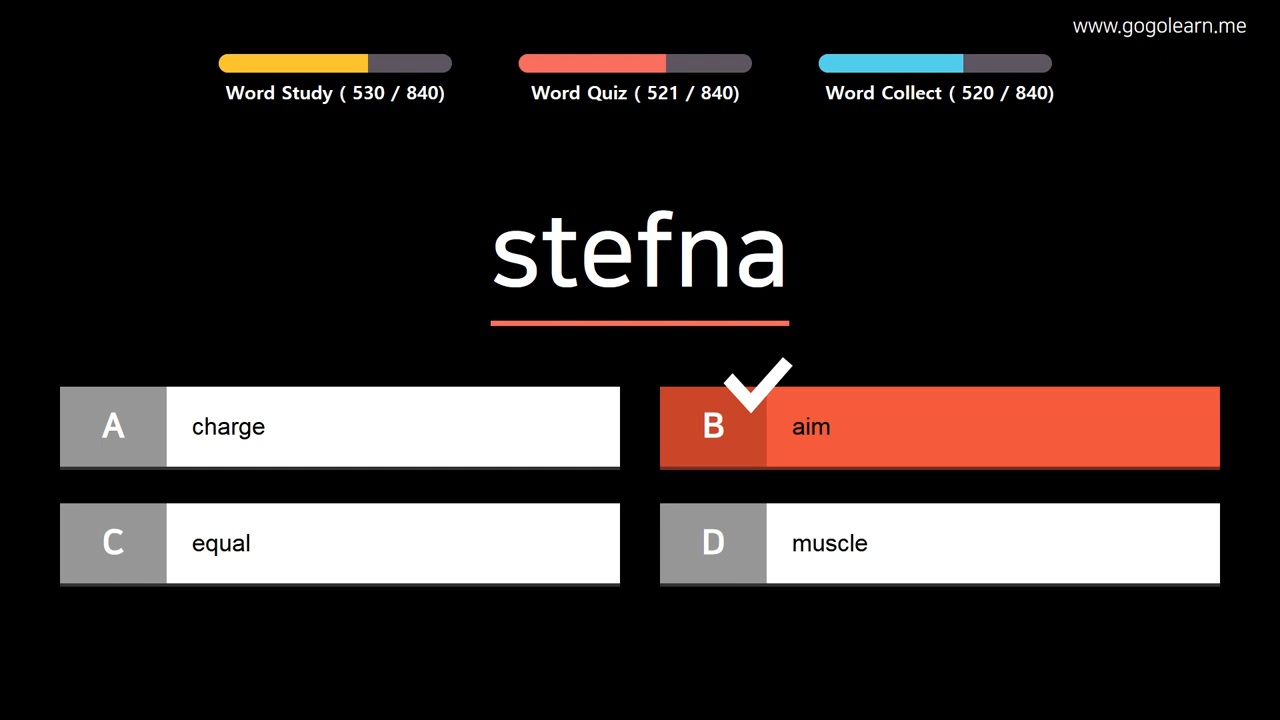 www.gogolearn.me
Word Study ( 530 / 840)
Word Quiz ( 521 / 840)
Word Collect ( 520 / 840)
stefna
A charge
B aim
C equal
D muscle